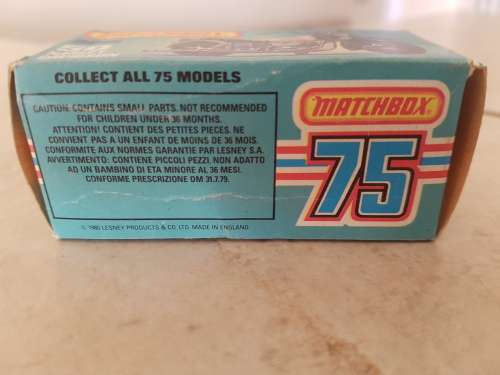 COLLECT ALL 75 MODELS
CAUTION: CONTAINS SMALL PARTS. NOT RECOMMENDED
FOR CHILDREN UNDER 36 MONTHS.
ATTENTION! CONTIENT DES PETITES PIECES. NE
CONVIENT PAS A UN ENFANT DE MOINS DE 36 MOIS.
CONFORMITE AUX NORMES GARANTIE PAR LESNEY S.A.
AVVERTIMENTO: CONTIENE PICCOLI PEZZI. NON ADATTO
AD UN BAMBINO DI ETA MINORE AL 36 MESI.
CONFORME PRESCRIZIONE OM 31.7.79.
© 1980 LESNEY PRODUCTS & CO. LTD. MADE IN ENGLAND.
MATCHBOX
75